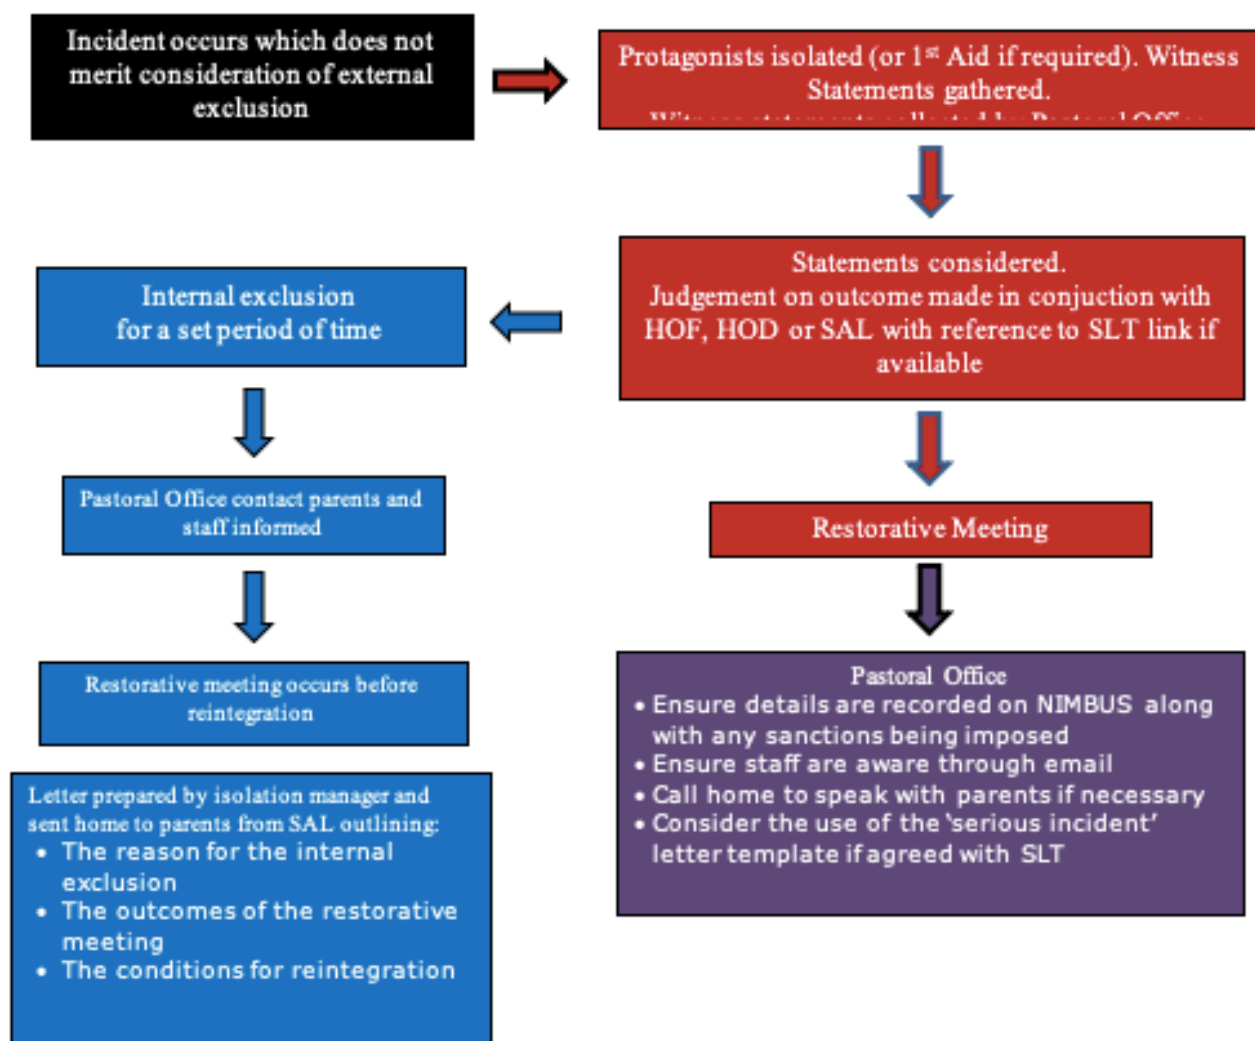 Incident occurs which does not
merit consideration of external
exclusion
Protagonists isolated (or 1st Aid if required). Witness
Statements gathered.
Witness statements collected by Pastoral Office
Statements considered.
Judgement on outcome made in conjuction with
HOF, HOD or SAL with reference to SLT link if
available
Internal exclusion
for a set period of time
Pastoral Office contact parents and
staff informed
Restorative meeting occurs before
reintegration
Letter prepared by isolation manager and
sent home to parents from SAL outlining:
• The reason for the internal
exclusion
• The outcomes of the restorative
meeting
• The conditions for reintegration
Restorative Meeting
Pastoral Office
• Ensure details are recorded on NIMBUS along
with any sanctions being imposed
• Ensure staff are aware through email
• Call home to speak with parents if necessary
• Consider the use of the ‘serious incident’
letter template if agreed with SLT